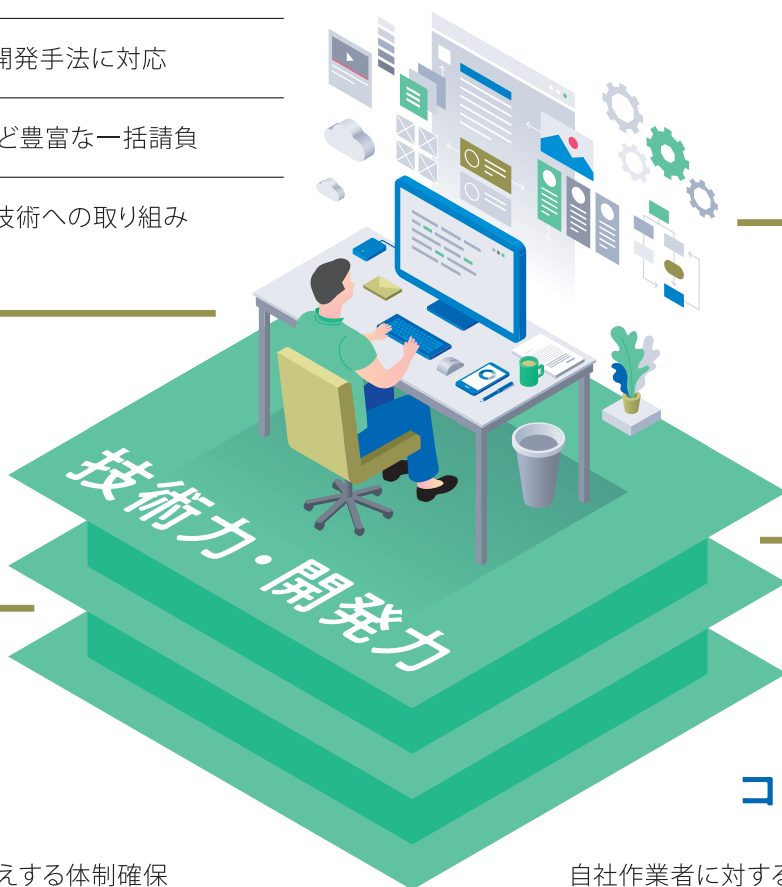 開発手法に対応
ど豊富な一括請負
技術への取り組み
技術力・開発力
コ
えする体制確保
自社作業者に対する